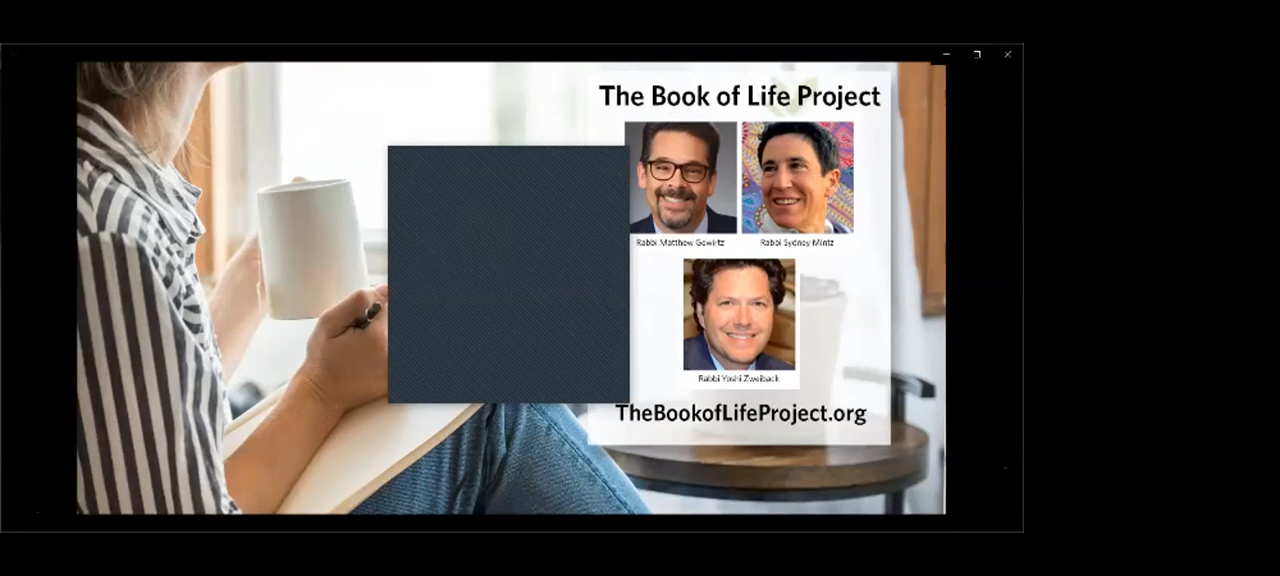 The Book of Life Project
Rabbi Matthew Gewirtz
Rabbi Sydney Mintz
Rabbi Yoshi Zweiback
TheBookofLifeProject.org